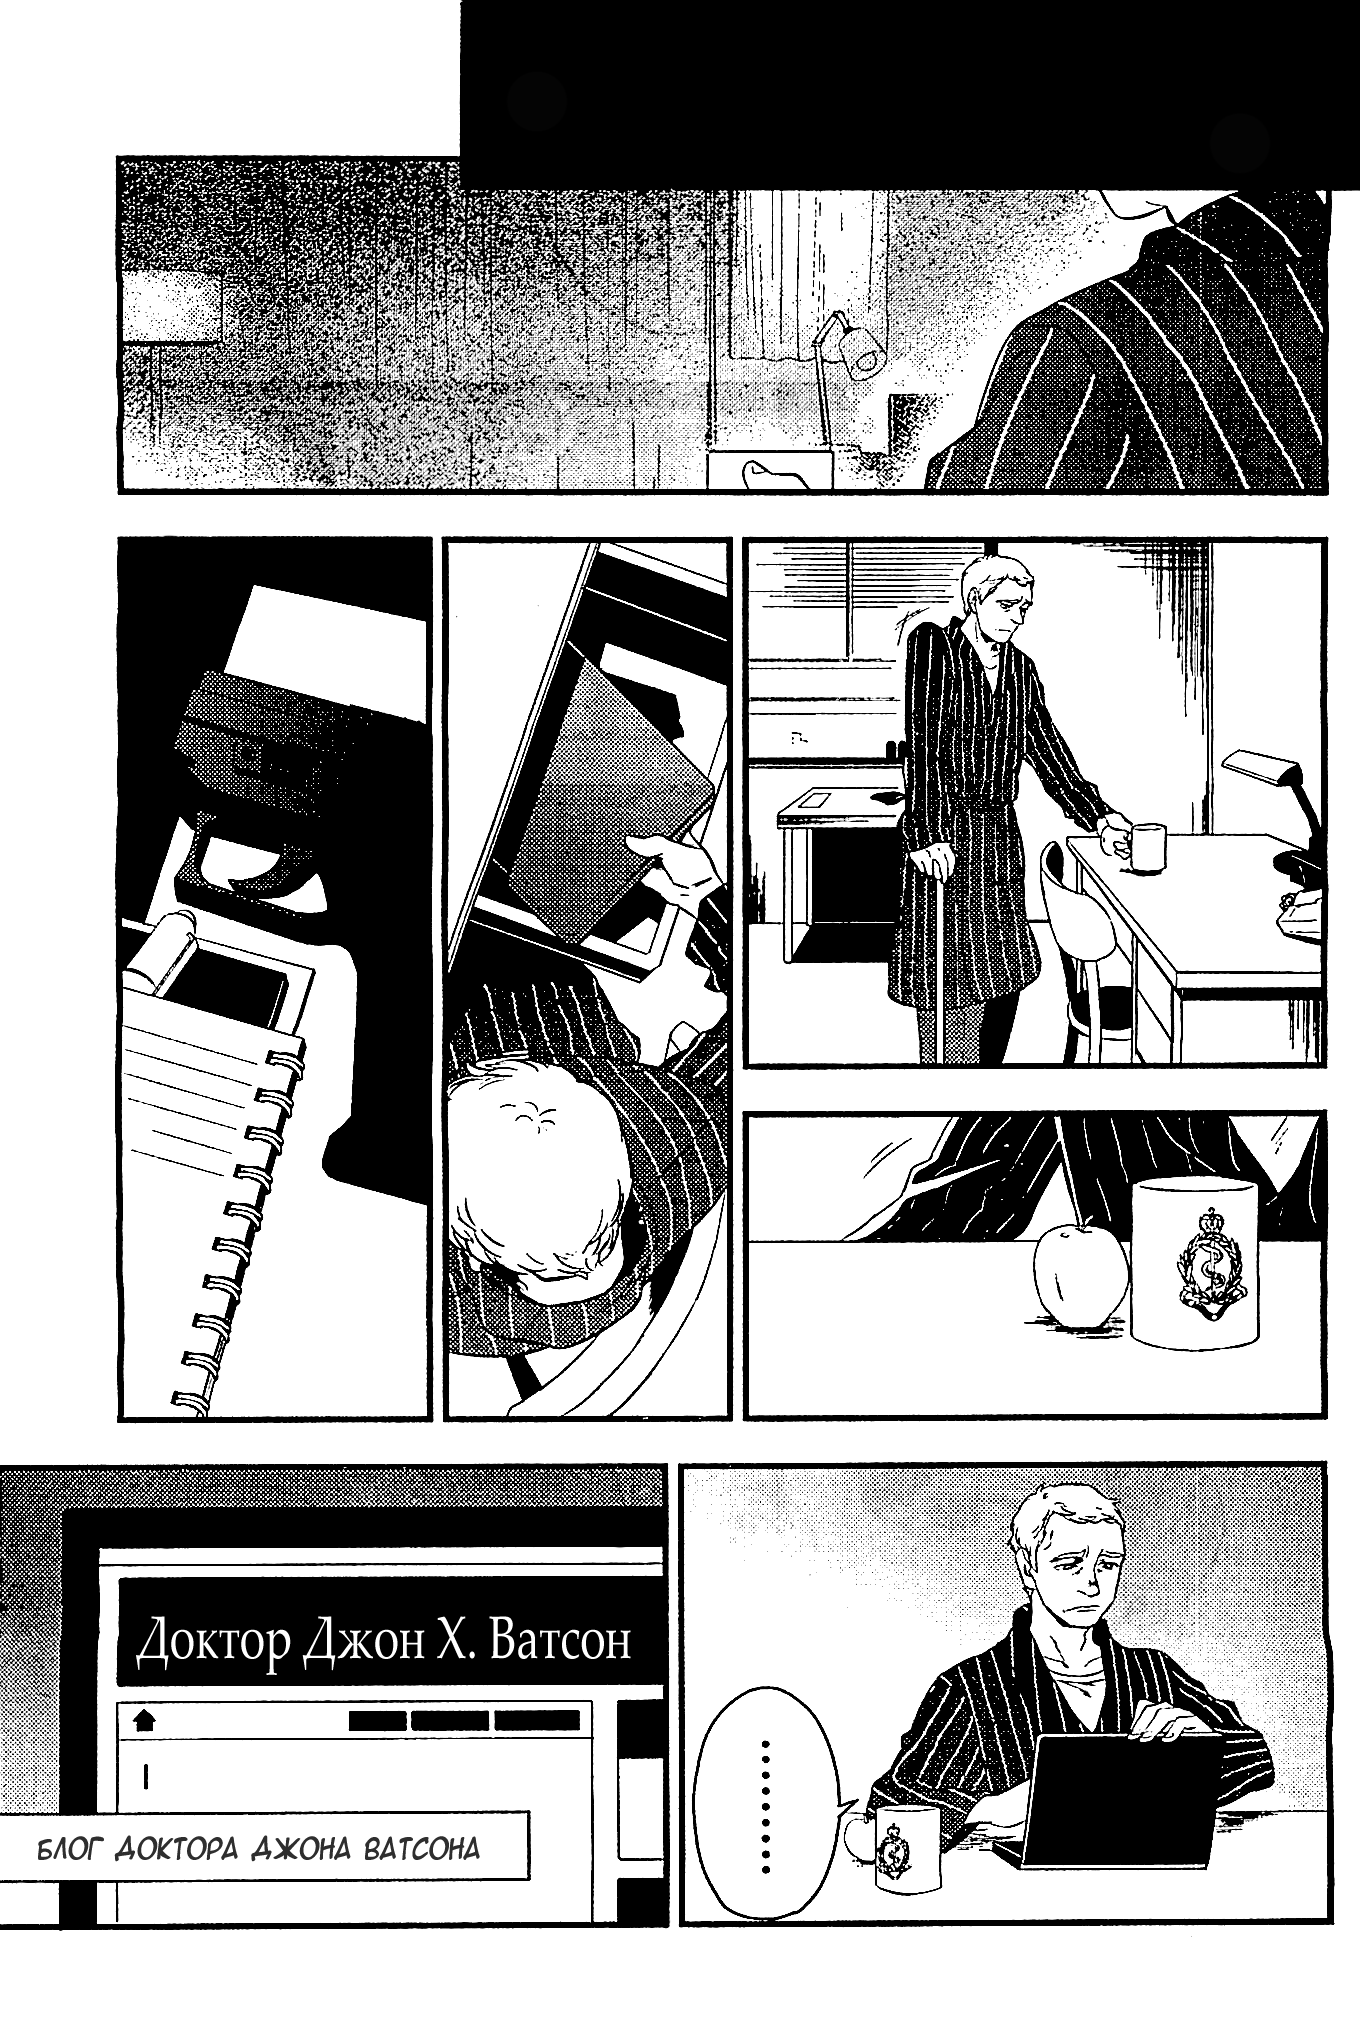 ........
Доктор Джон Х. Ватсон
БЛОГ ДОКТОРА ДЖОНА ВАТСОНА